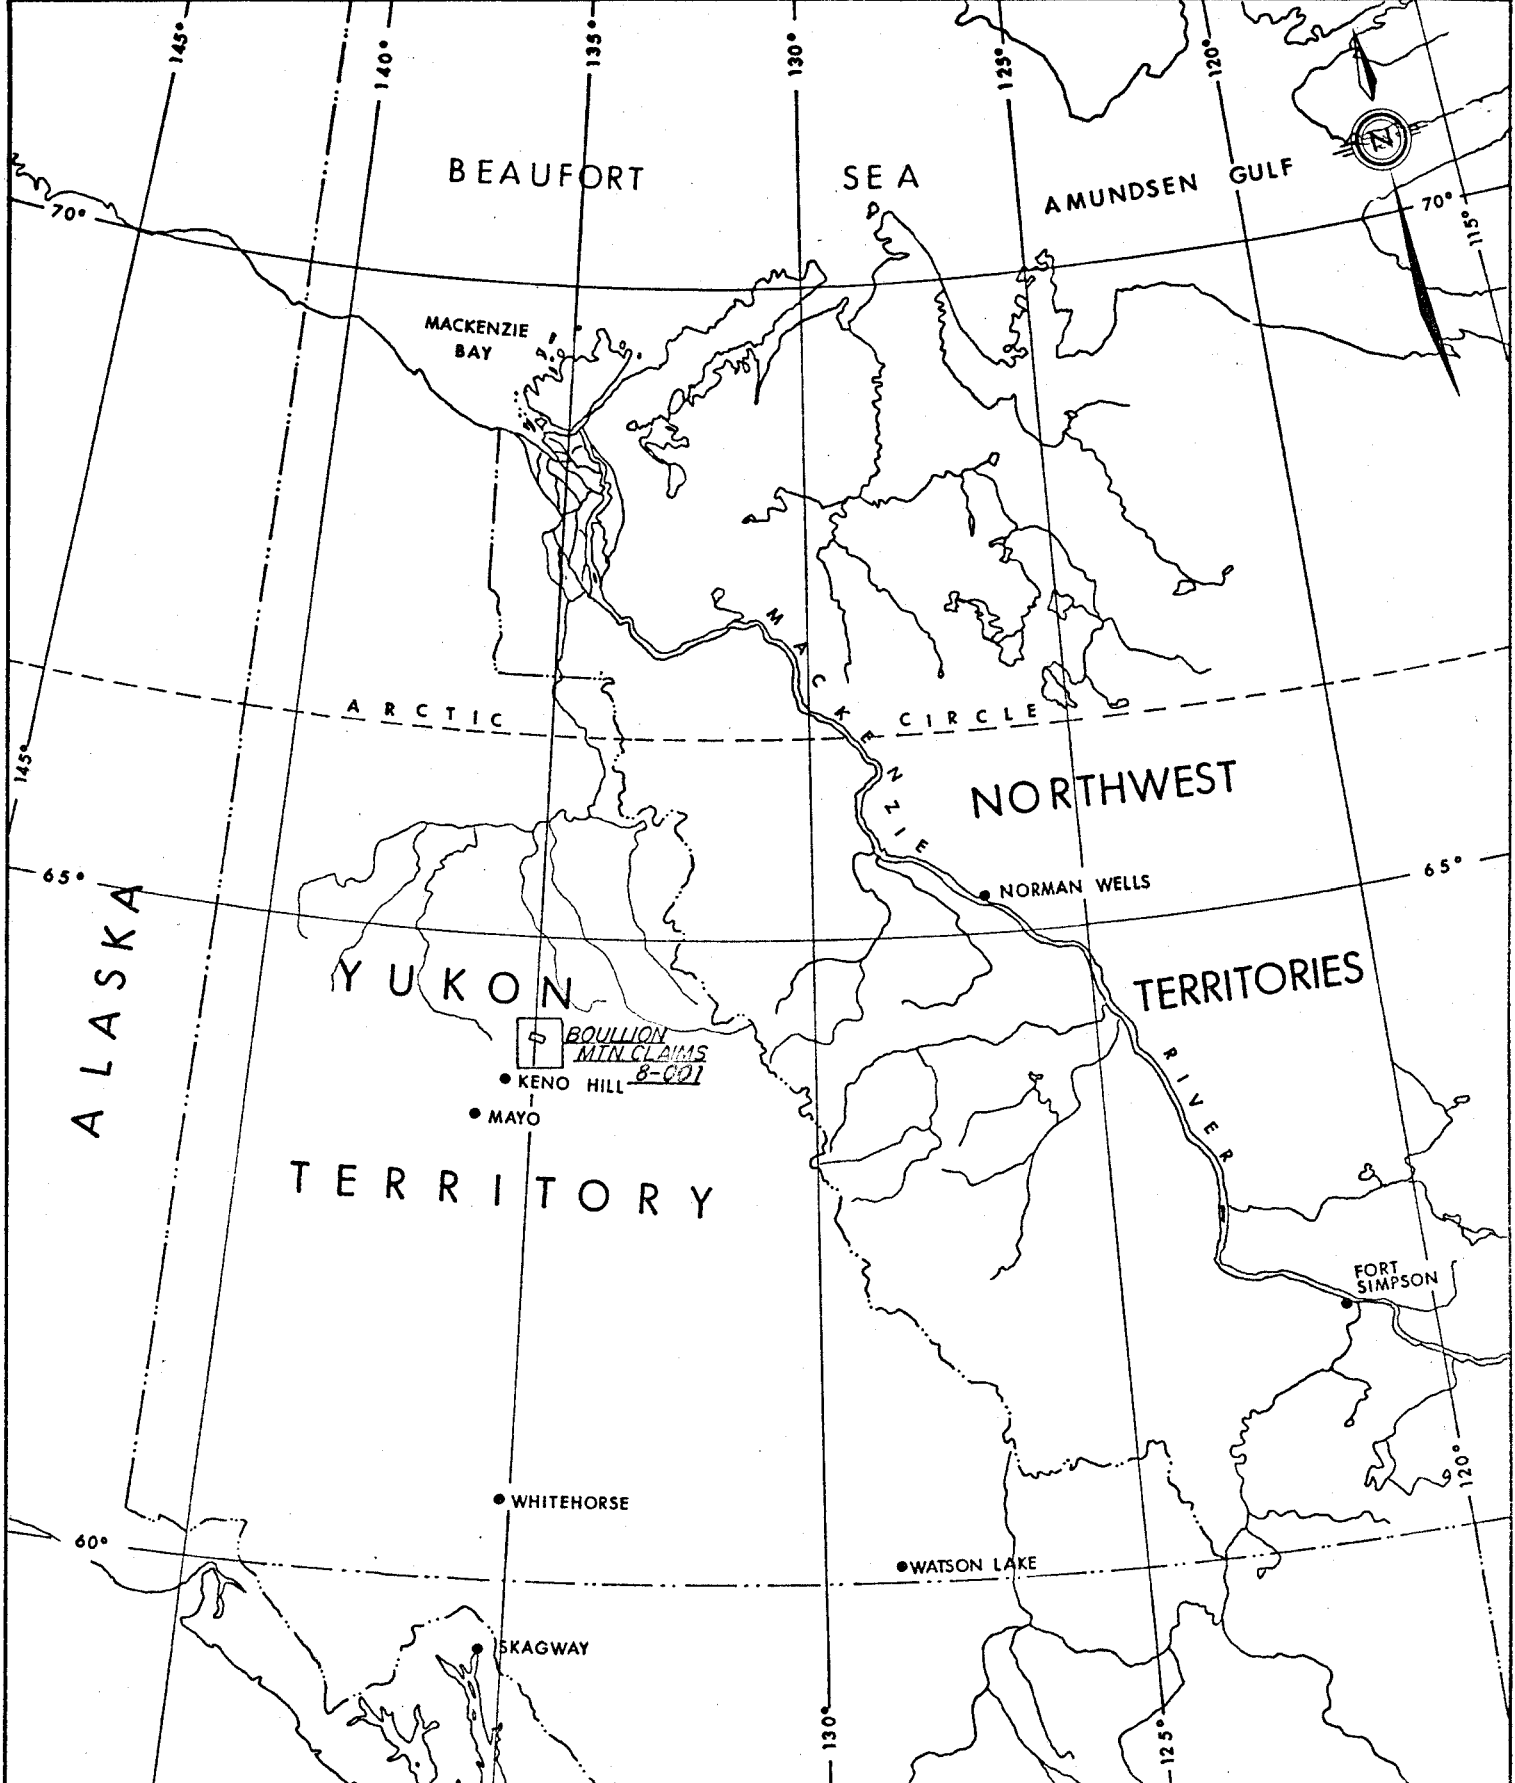 145°
140°
135°
130°
125°
120°
N
BEAUFORT SEA
AMUNDSEN GULF
70°
70°
115°
MACKENZIE
BAY
MACKENZIE RIVER
ARCTIC CIRCLE
145°
NORTHWEST
TERRITORIES
65°
65°
NORMAN WELLS
ALASKA
YUKON
TERRITORY
BOULLION
MTN CLAIMS
8-001
KENO HILL
MAYO
FORT
SIMPSON
120°
WHITEHORSE
60°
WATSON LAKE
SKAGWAY
130°
125°